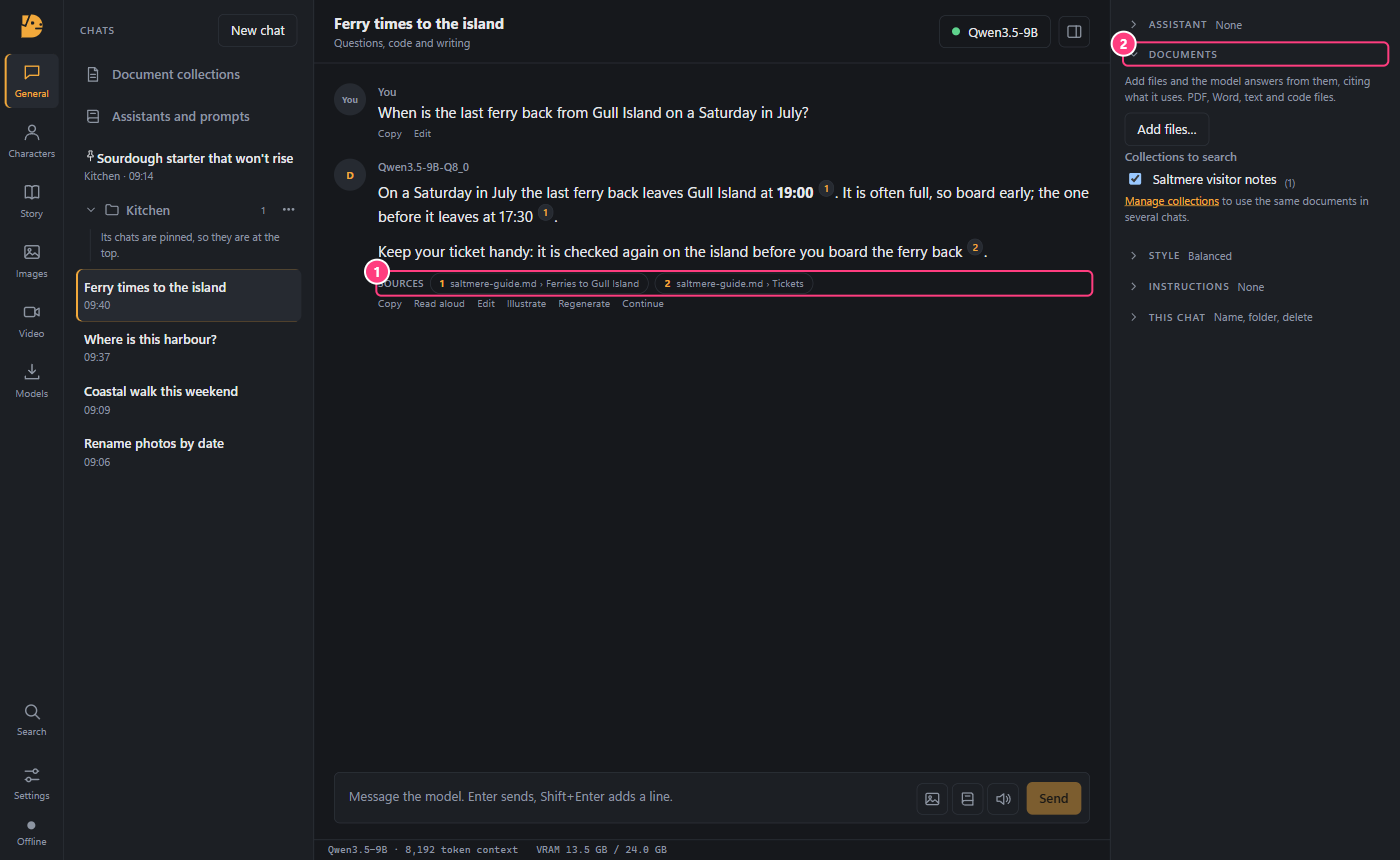 General
Characters
Story
Images
Video
Models
Search
Settings
Offline
CHATS
New chat
Document collections
Assistants and prompts
Sourdough starter that won't rise
Kitchen · 09:14
Kitchen 1
Its chats are pinned, so they are at the
top.
Ferry times to the island
09:40
Where is this harbour?
09:37
Coastal walk this weekend
09:09
Rename photos by date
09:06
Ferry times to the island
Questions, code and writing
Qwen3.5-9B
You
You
When is the last ferry back from Gull Island on a Saturday in July?
Copy Edit
D
Qwen3.5-9B-Q8_0
On a Saturday in July the last ferry back leaves Gull Island at 19:00 1 . It is often full, so board early; the one
before it leaves at 17:30 1 .
Keep your ticket handy: it is checked again on the island before you board the ferry back 2 .
1
SOURCES 1 saltmere-guide.md › Ferries to Gull Island 2 saltmere-guide.md › Tickets
Copy Read aloud Edit Illustrate Regenerate Continue
Message the model. Enter sends, Shift+Enter adds a line.
Send
Qwen3.5-9B · 8,192 token context VRAM 13.5 GB / 24.0 GB
ASSISTANT None
2
DOCUMENTS
Add files and the model answers from them, citing
what it uses. PDF, Word, text and code files.
Add files...
Collections to search
Saltmere visitor notes (1)
Manage collections to use the same documents in
several chats.
STYLE Balanced
INSTRUCTIONS None
THIS CHAT Name, folder, delete